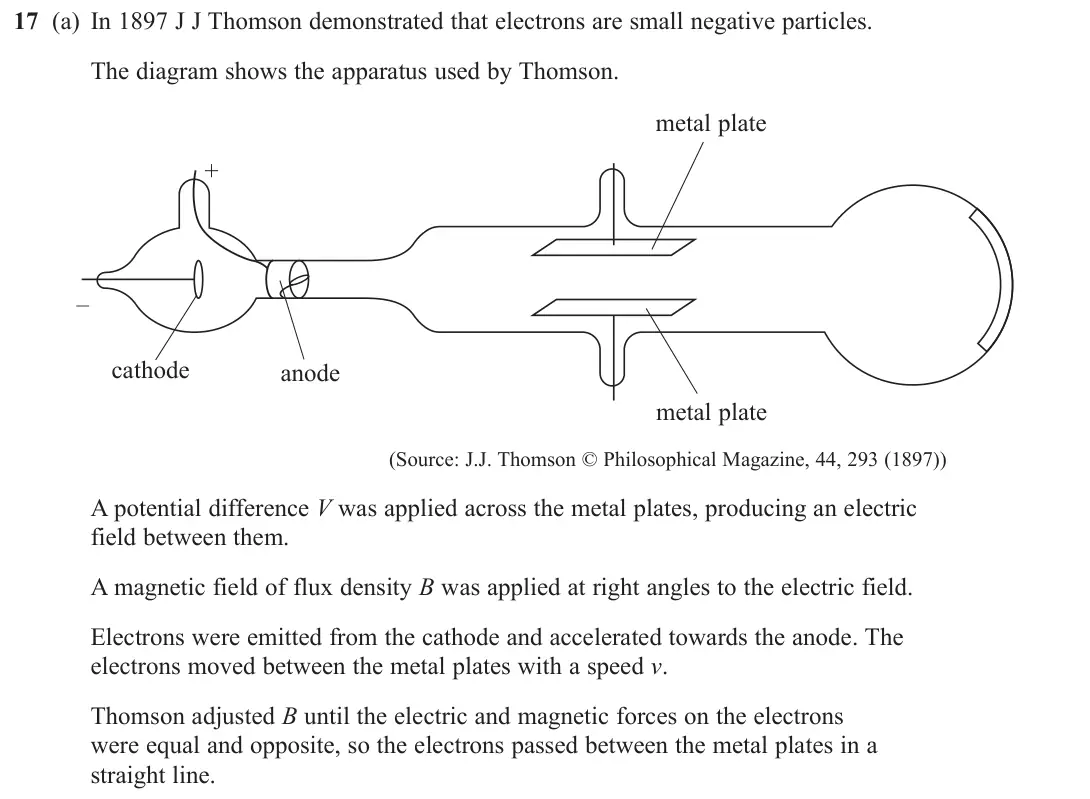 17 (a) In 1897 J J Thomson demonstrated that electrons are small negative particles.
The diagram shows the apparatus used by Thomson.
metal plate
+
−
cathode
anode
metal plate
(Source: J.J. Thomson © Philosophical Magazine, 44, 293 (1897))
A potential difference V was applied across the metal plates, producing an electric
field between them.
A magnetic field of flux density B was applied at right angles to the electric field.
Electrons were emitted from the cathode and accelerated towards the anode. The
electrons moved between the metal plates with a speed v.
Thomson adjusted B until the electric and magnetic forces on the electrons
were equal and opposite, so the electrons passed between the metal plates in a
straight line.